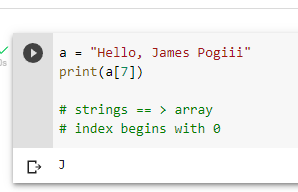 a = "Hello, James Pogiii"
print(a[7])
# strings == > array
# index begins with 0
J